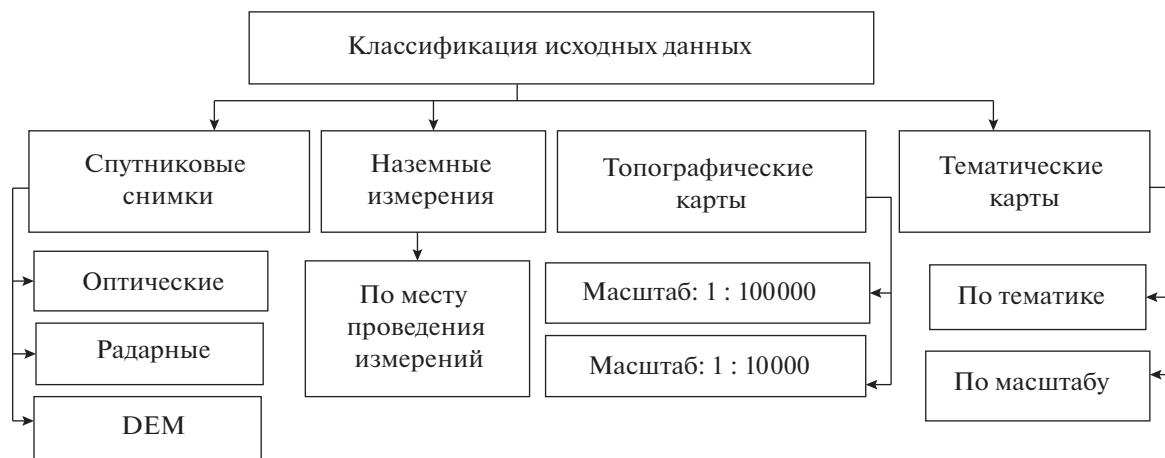 Классификация исходных данных
Спутниковые
снимки
Наземные
измерения
Топографические
карты
Тематические
карты
Оптические
Радарные
DEM
По месту
проведения
измерений
Масштаб: 1 : 100000
Масштаб: 1 : 10000
По тематике
По масштабу